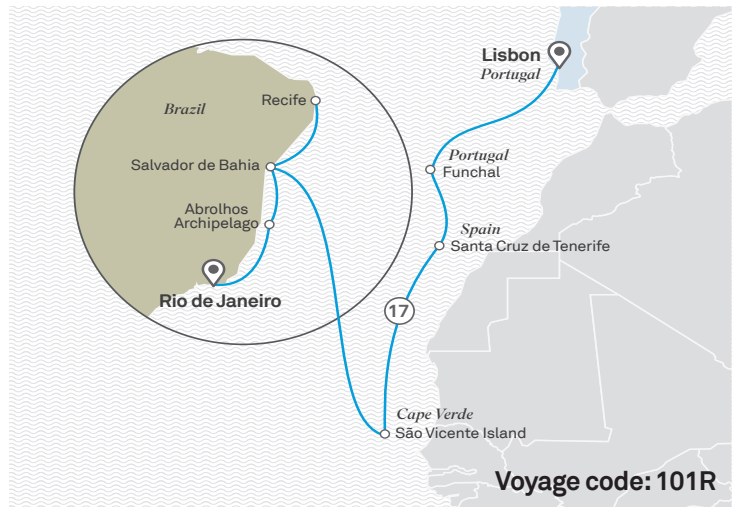 Lisbon
Portugal
Recife
Brazil
Salvador de Bahia
Portugal
Funchal
Abrolhos
Archipelago
Spain
Santa Cruz de Tenerife
Rio de Janeiro
17
Cape Verde
São Vicente Island
Voyage code: 101R